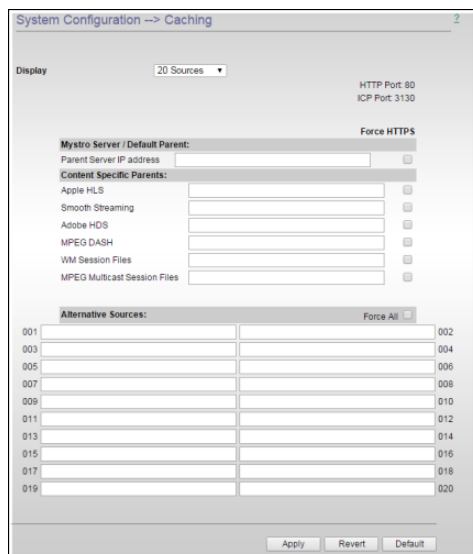 System Configuration --> Caching ?
Display 20 Sources
HTTP Port: 80
ICP Port: 3130
Force HTTPS
Mystro Server / Default Parent:
Parent Server IP address
Content Specific Parents:
Apple HLS
Smooth Streaming
Adobe HDS
MPEG DASH
WM Session Files
MPEG Multicast Session Files
Alternative Sources: Force All
001 002
003 004
005 006
007 008
009 010
011 012
013 014
015 016
017 018
019 020
Apply Revert Default